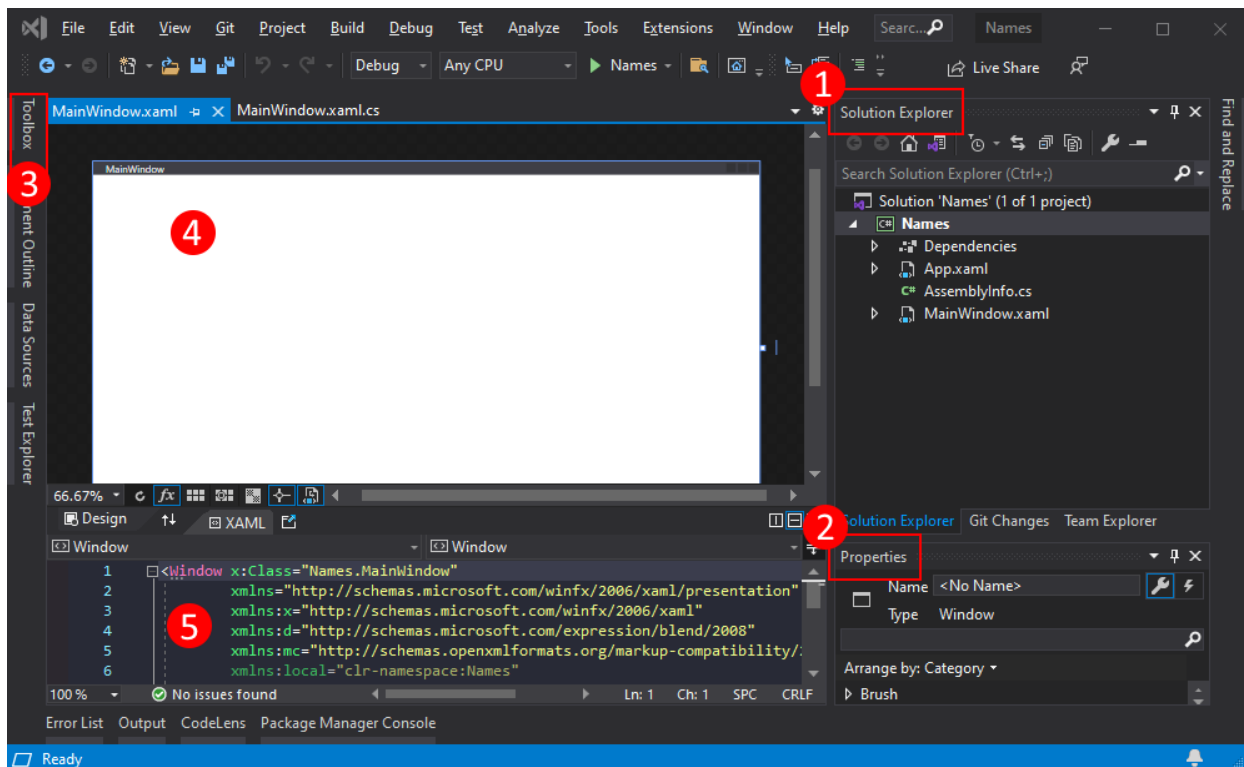 File Edit View Git Project Build Debug Test Analyze Tools Extensions Window Help Searc... Names
Debug Any CPU Names Live Share
1
Toolbox
3
Outline
Data Sources
Test Explorer
MainWindow.xaml MainWindow.xaml.cs
MainWindow
4
66.67% fx
Design XAML
Window Window
1 <Window x:Class="Names.MainWindow"
2 xmlns="http://schemas.microsoft.com/winfx/2006/xaml/presentation"
3 xmlns:x="http://schemas.microsoft.com/winfx/2006/xaml"
4 xmlns:d="http://schemas.microsoft.com/expression/blend/2008"
5 xmlns:mc="http://schemas.openxmlformats.org/markup-compatibility/
6 xmlns:local="clr-namespace:Names"
5
100 % No issues found Ln: 1 Ch: 1 SPC CRLF
Solution Explorer
Search Solution Explorer (Ctrl+;)
Solution 'Names' (1 of 1 project)
C# Names
Dependencies
App.xaml
C# AssemblyInfo.cs
MainWindow.xaml
2
Solution Explorer Git Changes Team Explorer
Properties
Name <No Name>
Type Window
Arrange by: Category
Brush
Find and Replace
Error List Output CodeLens Package Manager Console
Ready